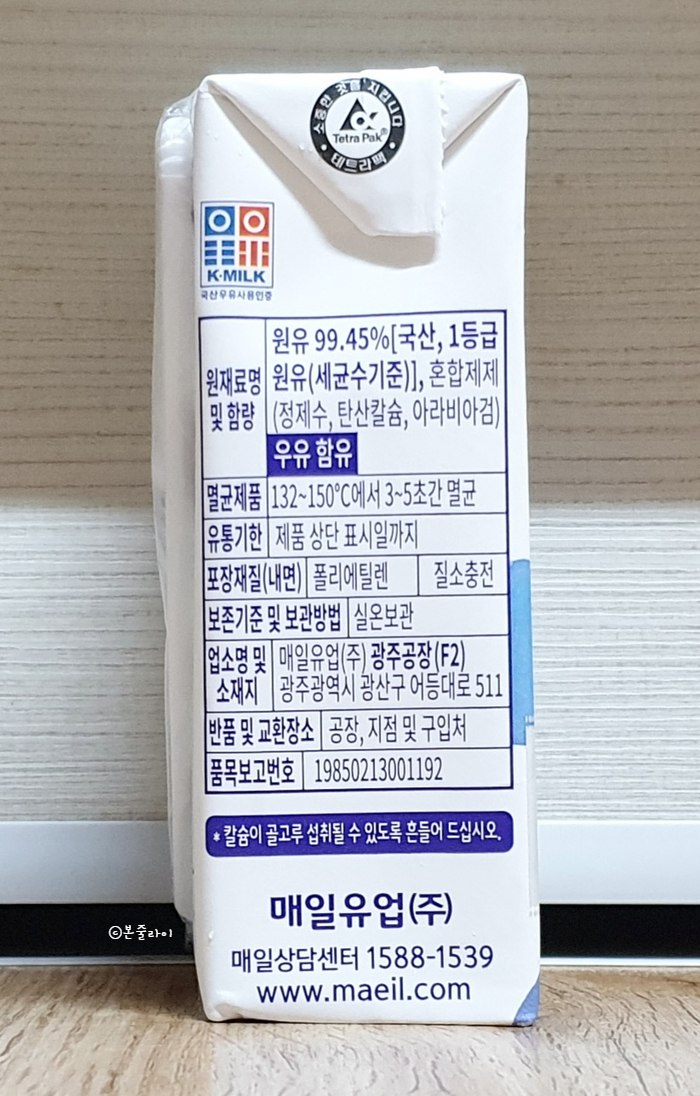 소중한 것을 지킵니다
Tetra Pak®
• 테트라팩 •
우유
K·MILK
국산우유사용인증
원재료명 및 함량
원유 99.45%[국산, 1등급
원유(세균수기준)], 혼합제제
(정제수, 탄산칼슘, 아라비아검)
우유 함유
멸균제품 132~150°C에서 3~5초간 멸균
유통기한 제품 상단 표시일까지
포장재질(내면) 폴리에틸렌 질소충전
보존기준 및 보관방법 실온보관
업소명 및 소재지
매일유업(주) 광주공장(F2)
광주광역시 광산구 어등대로 511
반품 및 교환장소 공장, 지점 및 구입처
품목보고번호 19850213001192
* 칼슘이 골고루 섭취될 수 있도록 흔들어 드십시오.
매일유업(주)
매일상담센터 1588-1539
www.maeil.com
ⓒ본줄라이